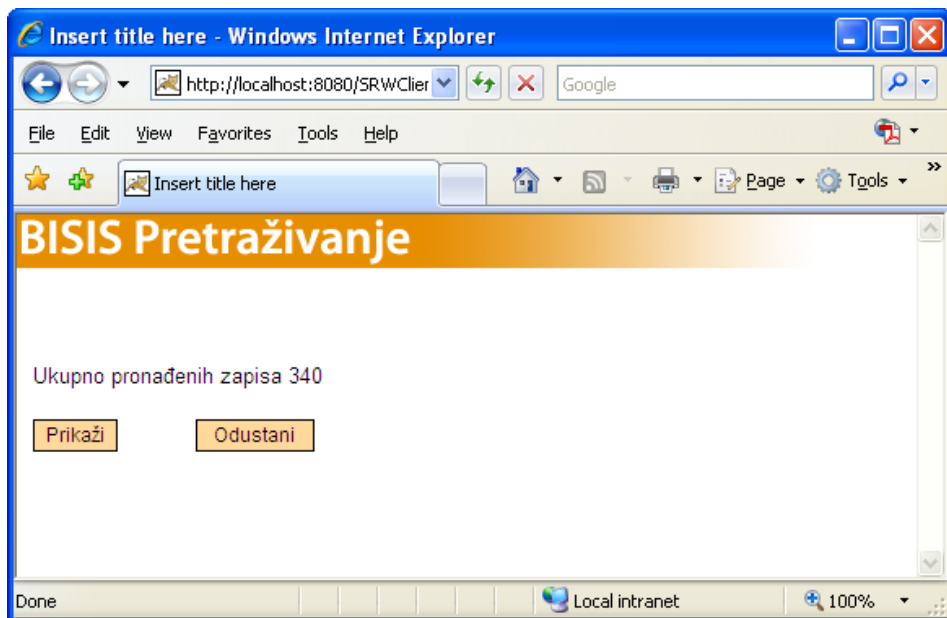 Insert title here - Windows Internet Explorer
http://localhost:8080/SRWClier
Google
File Edit View Favorites Tools Help
Insert title here
Page Tools »
BISIS Pretraživanje
Ukupno pronađenih zapisa 340
Prikaži Odustani
Done Local intranet 100%